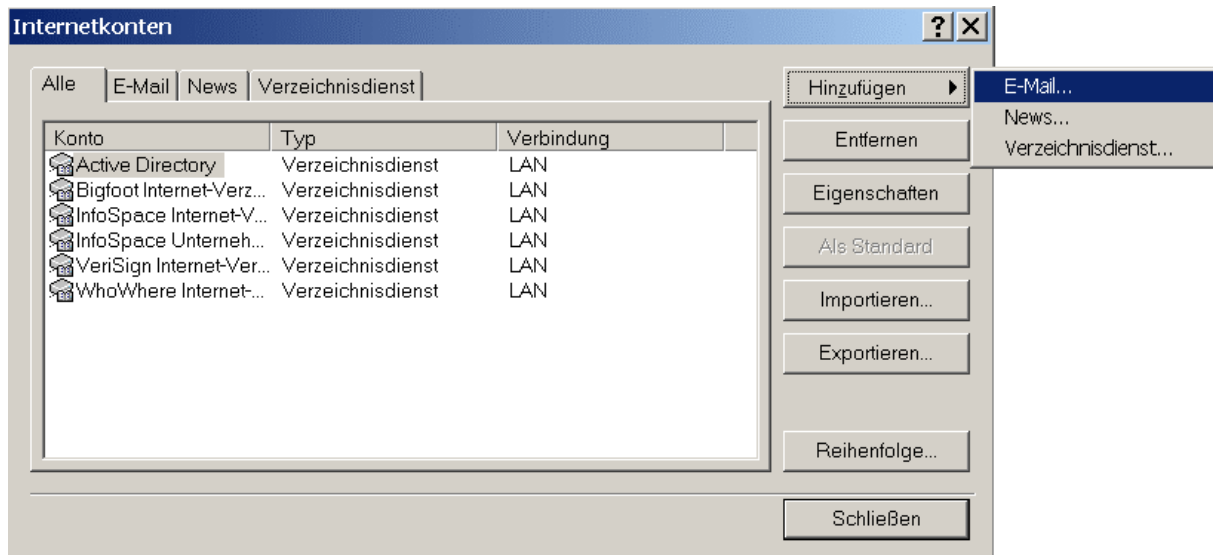 Internetkonten
Alle E-Mail News Verzeichnisdienst
Konto Typ Verbindung
Active Directory Verzeichnisdienst LAN
Bigfoot Internet-Verz... Verzeichnisdienst LAN
InfoSpace Internet-V... Verzeichnisdienst LAN
InfoSpace Unterneh... Verzeichnisdienst LAN
VeriSign Internet-Ver... Verzeichnisdienst LAN
WhoWhere Internet-... Verzeichnisdienst LAN
Hinzufügen
Entfernen
Eigenschaften
Als Standard
Importieren...
Exportieren...
Reihenfolge...
Schließen
E-Mail...
News...
Verzeichnisdienst...